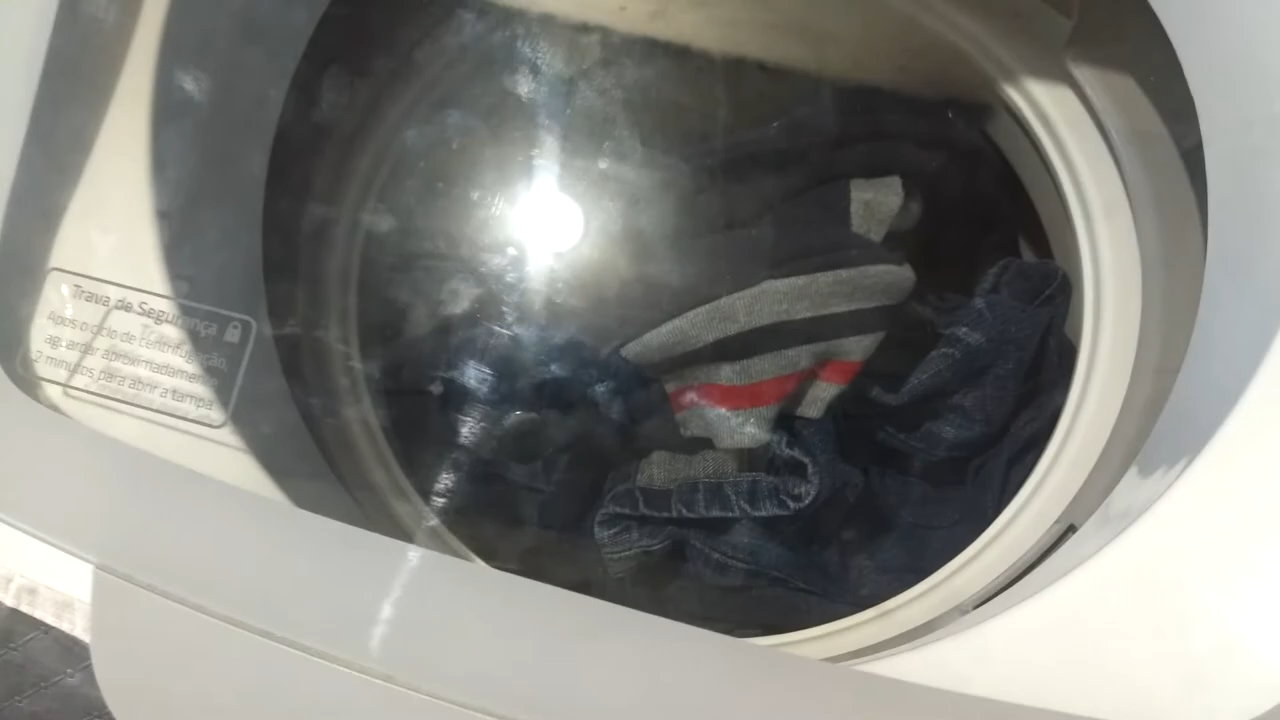 Trava de Segurança
Após o ciclo de centrifugação,
aguardar aproximadamente
2 minutos para abrir a tampa